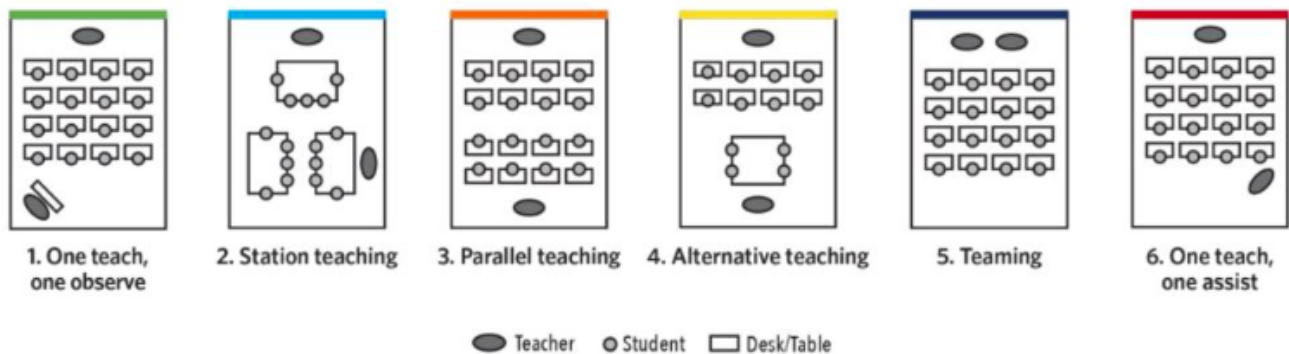 1. One teach,
one observe
2. Station teaching
3. Parallel teaching
4. Alternative teaching
5. Teaming
6. One teach,
one assist
Teacher Student Desk/Table